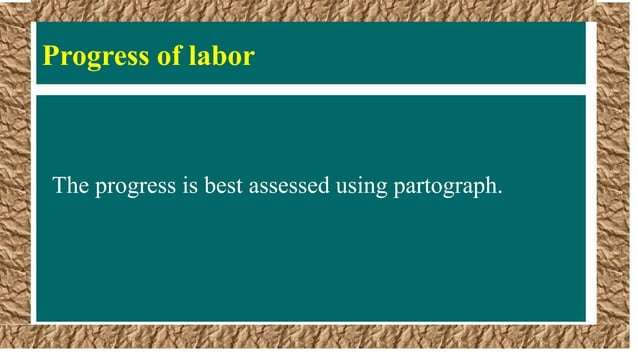 Progress of labor
The progress is best assessed using partograph.